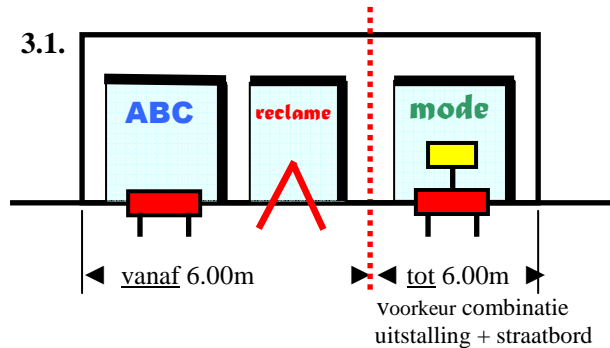 3.1.
ABC
reclame
mode
vanaf 6.00m
tot 6.00m
Voorkeur combinatie
uitstalling + straatbord